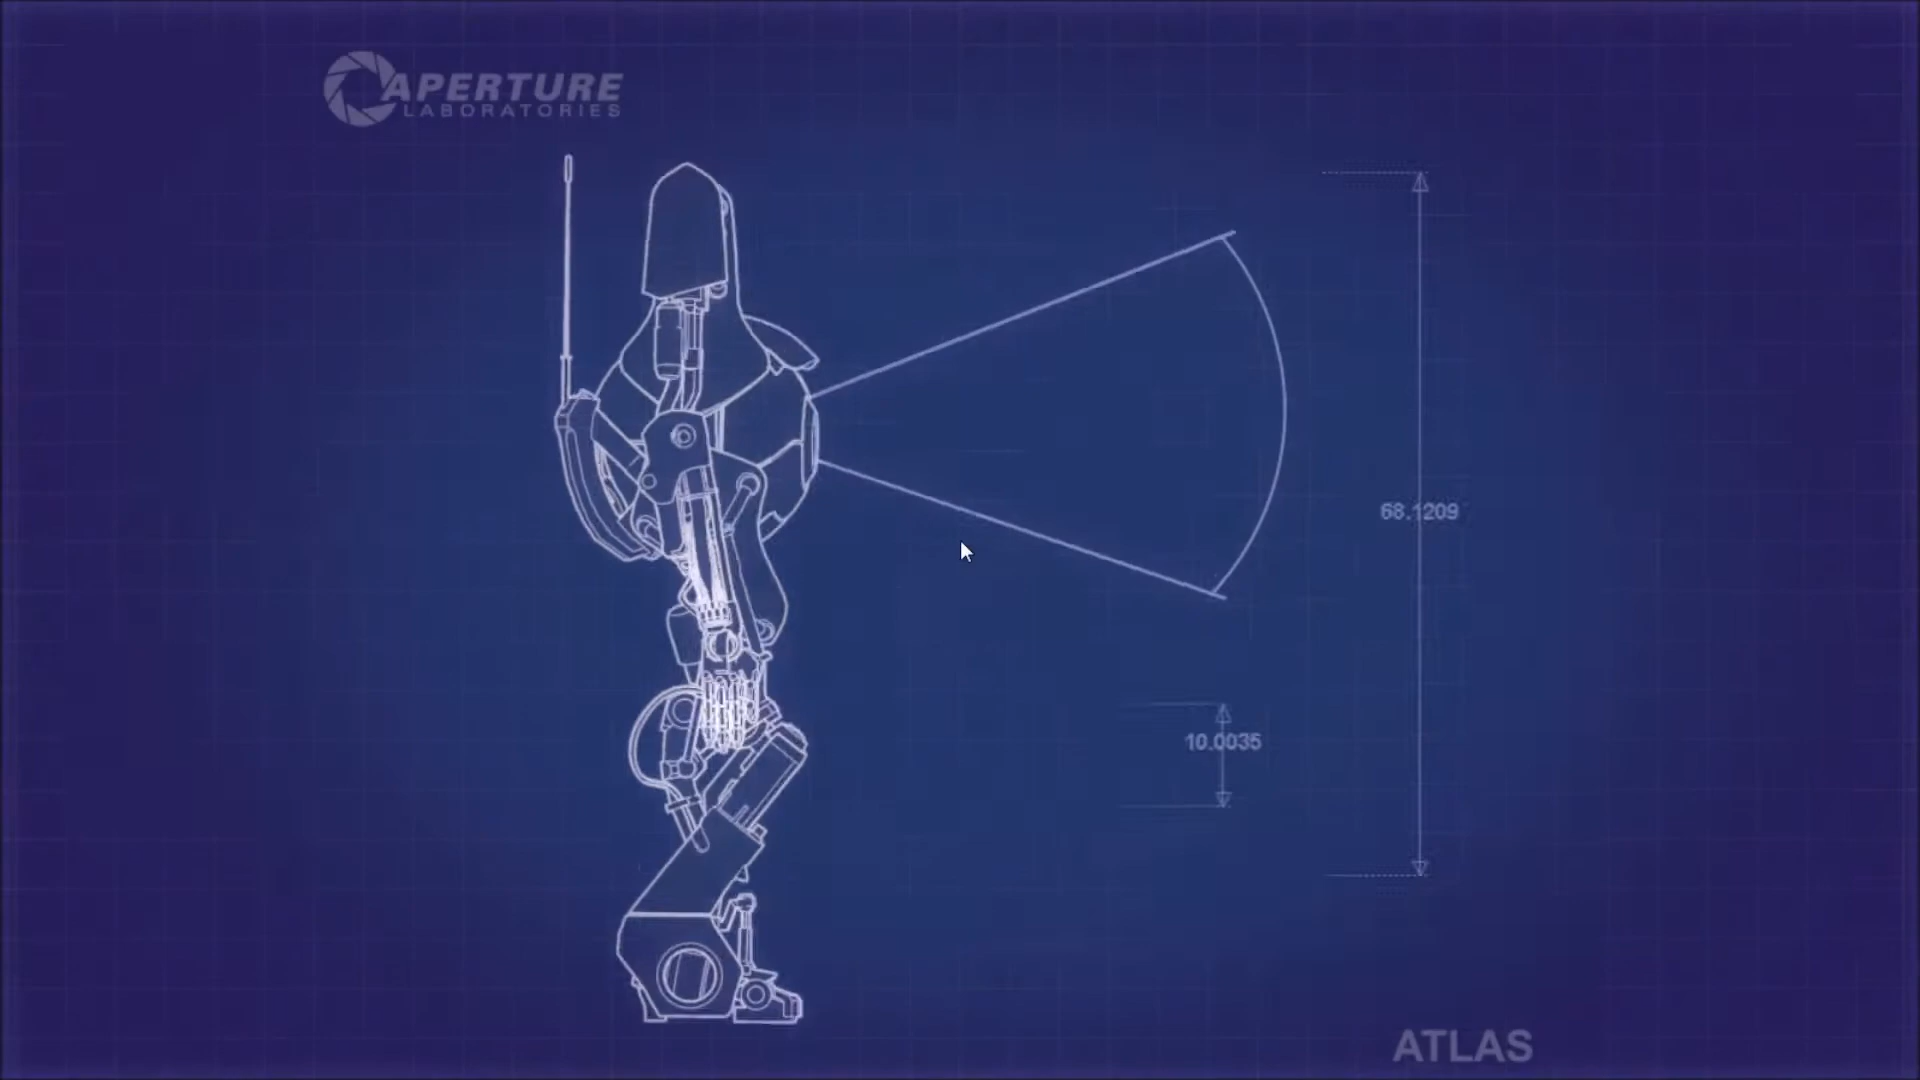 APERTURE
LABORATORIES
68.1209
10.0035
ATLAS